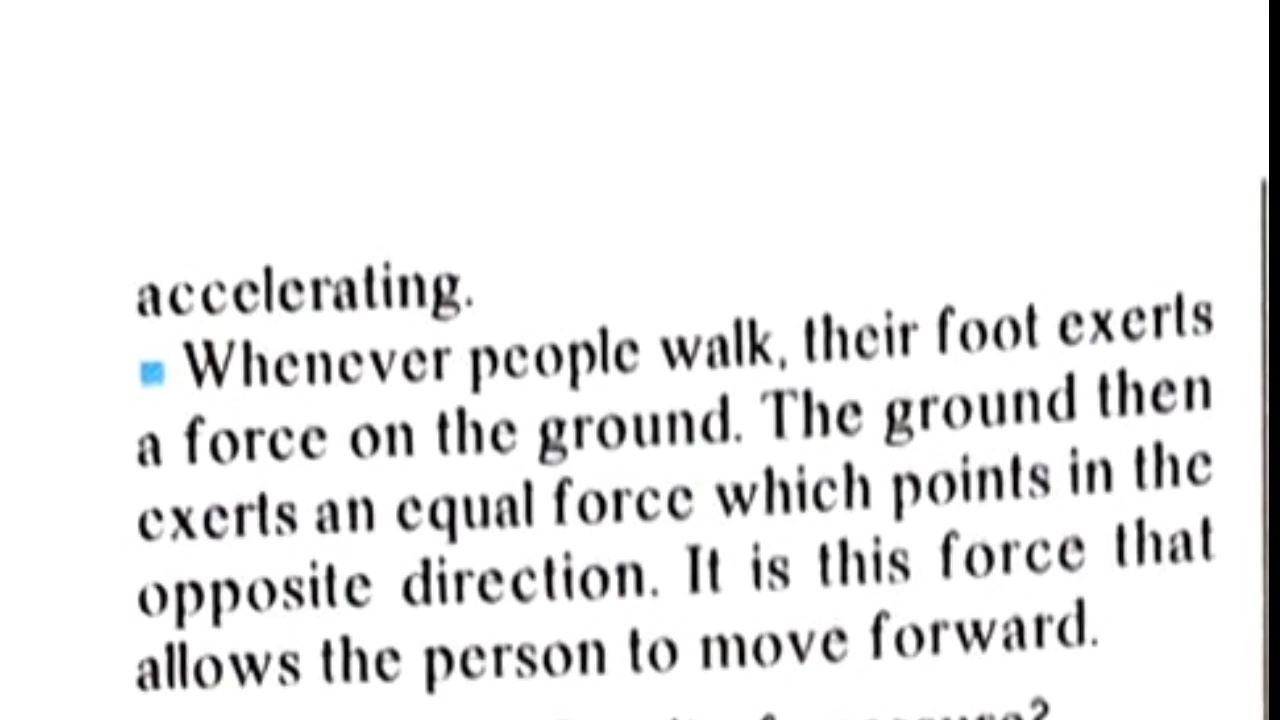 accelerating.
Whenever people walk, their foot exerts
a force on the ground. The ground then
exerts an equal force which points in the
opposite direction. It is this force that
allows the person to move forward.